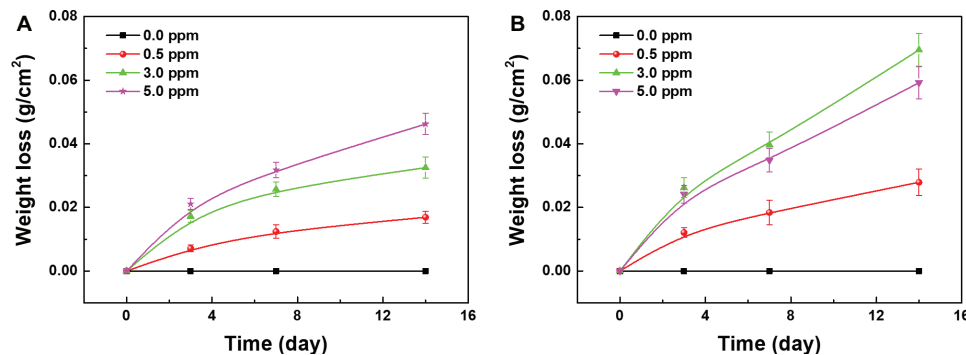 A
0.0 ppm
0.5 ppm
3.0 ppm
5.0 ppm
0.08
0.06
0.04
0.02
0.00
Weight loss (g/cm²)
0 4 8 12 16
Time (day)
B
0.0 ppm
0.5 ppm
3.0 ppm
5.0 ppm
0.08
0.06
0.04
0.02
0.00
Weight loss (g/cm²)
0 4 8 12 16
Time (day)